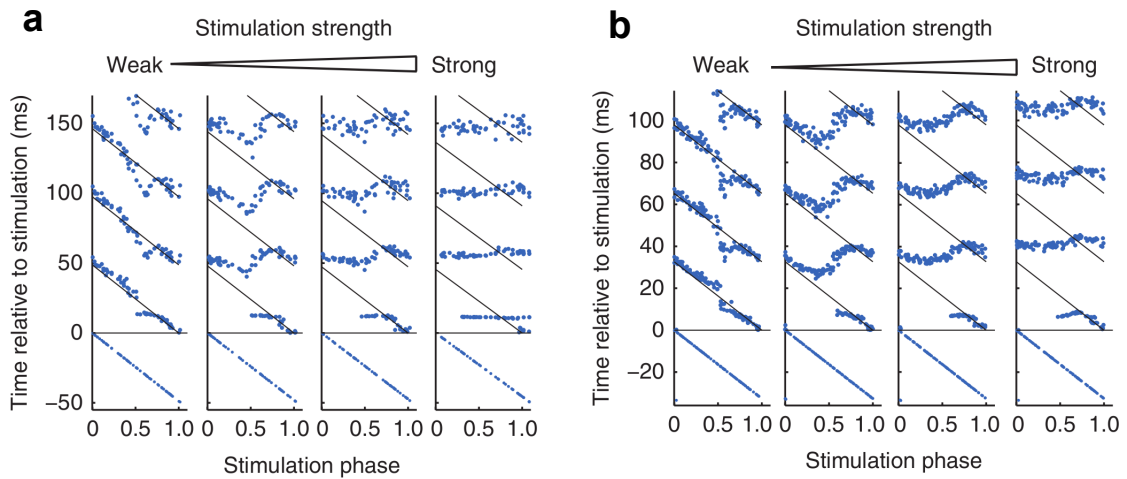 a
Stimulation strength
Weak Strong
Time relative to stimulation (ms)
150
100
50
0
−50
0 0.5 1.0 0 0.5 1.0 0 0.5 1.0 0 0.5 1.0
Stimulation phase
b
Stimulation strength
Weak Strong
Time relative to stimulation (ms)
100
80
60
40
20
0
−20
0 0.5 1.0 0 0.5 1.0 0 0.5 1.0 0 0.5 1.0
Stimulation phase